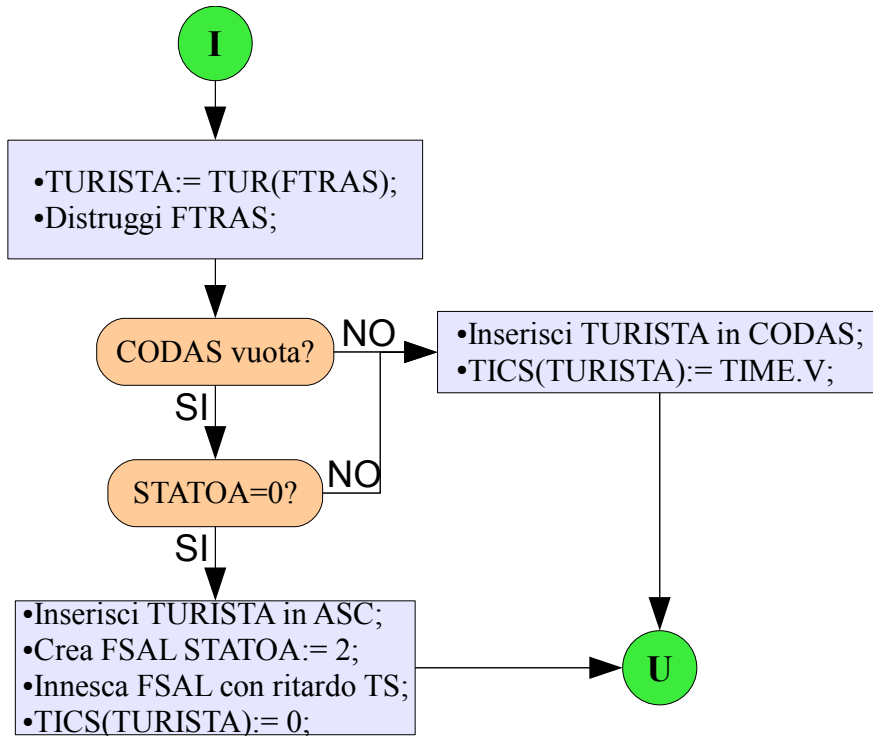 I
•TURISTA:= TUR(FTRAS);
•Distruggi FTRAS;
CODAS vuota?
NO
•Inserisci TURISTA in CODAS;
•TICS(TURISTA):= TIME.V;
SI
STATOA=0?
NO
SI
•Inserisci TURISTA in ASC;
•Crea FSAL STATOA:= 2;
•Innesca FSAL con ritardo TS;
•TICS(TURISTA):= 0;
U